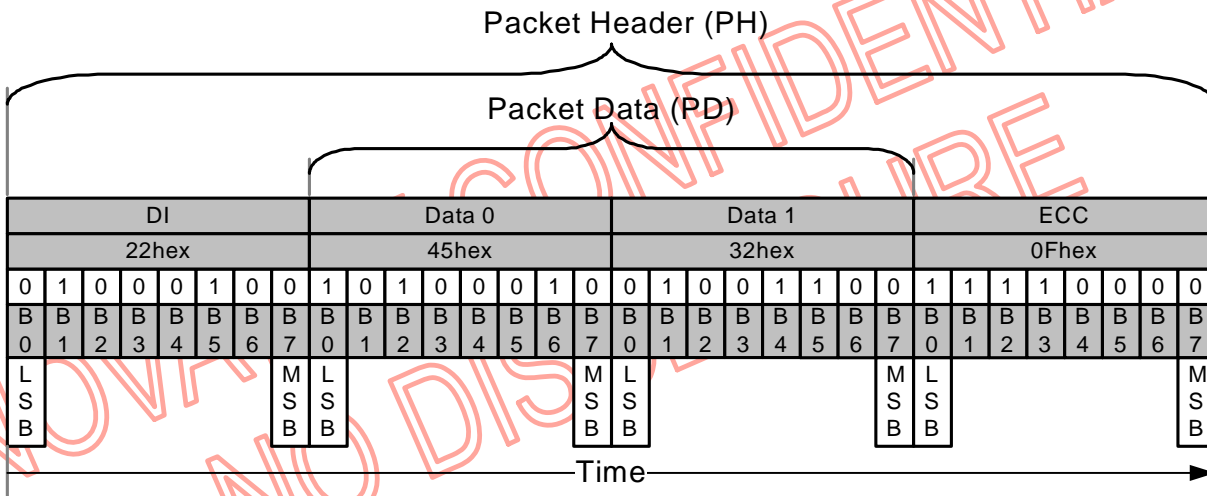 Packet Header (PH)
Packet Data (PD)
DI Data 0 Data 1 ECC
22hex 45hex 32hex 0Fhex
0 1 0 0 0 1 0 0 1 0 1 0 0 0 1 0 0 1 0 0 1 1 0 0 1 1 1 1 0 0 0 0
B B B B B B B B B B B B B B B B B B B B B B B B B B B B B B B B
0 1 2 3 4 5 6 7 0 1 2 3 4 5 6 7 0 1 2 3 4 5 6 7 0 1 2 3 4 5 6 7
L M L M L M L M
S S S S S S S S
B B B B B B B B
Time
CONFIDENTIAL
NO DISCLOSURE